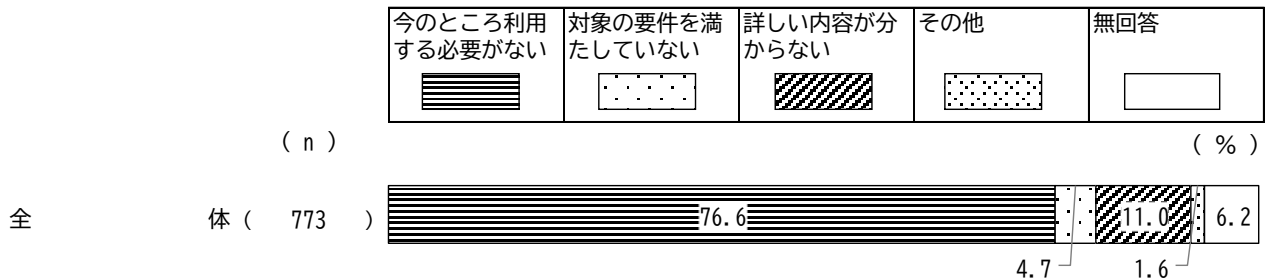 今のところ利用
する必要がない
対象の要件を満
たしていない
詳しい内容が分
からない
その他
無回答
( n )
( % )
全体( 773 )
76.6
11.0
6.2
4.7
1.6